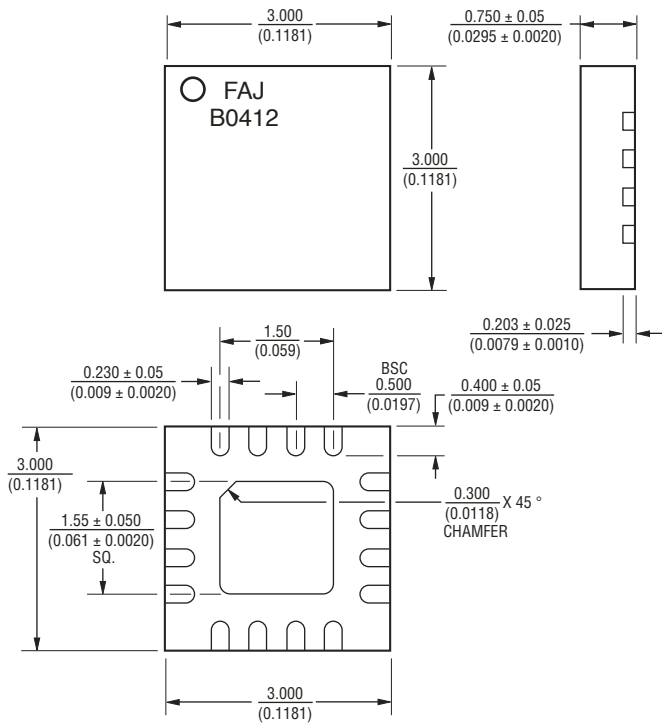 3.000
(0.1181)
0.750 ± 0.05
(0.0295 ± 0.0020)
FAJ
B0412
3.000
(0.1181)
0.203 ± 0.025
(0.0079 ± 0.0010)
1.50
(0.059)
0.230 ± 0.05
(0.009 ± 0.0020)
BSC
0.500
(0.0197)
0.400 ± 0.05
(0.009 ± 0.0020)
3.000
(0.1181)
1.55 ± 0.050
(0.061 ± 0.0020)
SQ.
0.300
(0.0118)
X 45 °
CHAMFER
3.000
(0.1181)